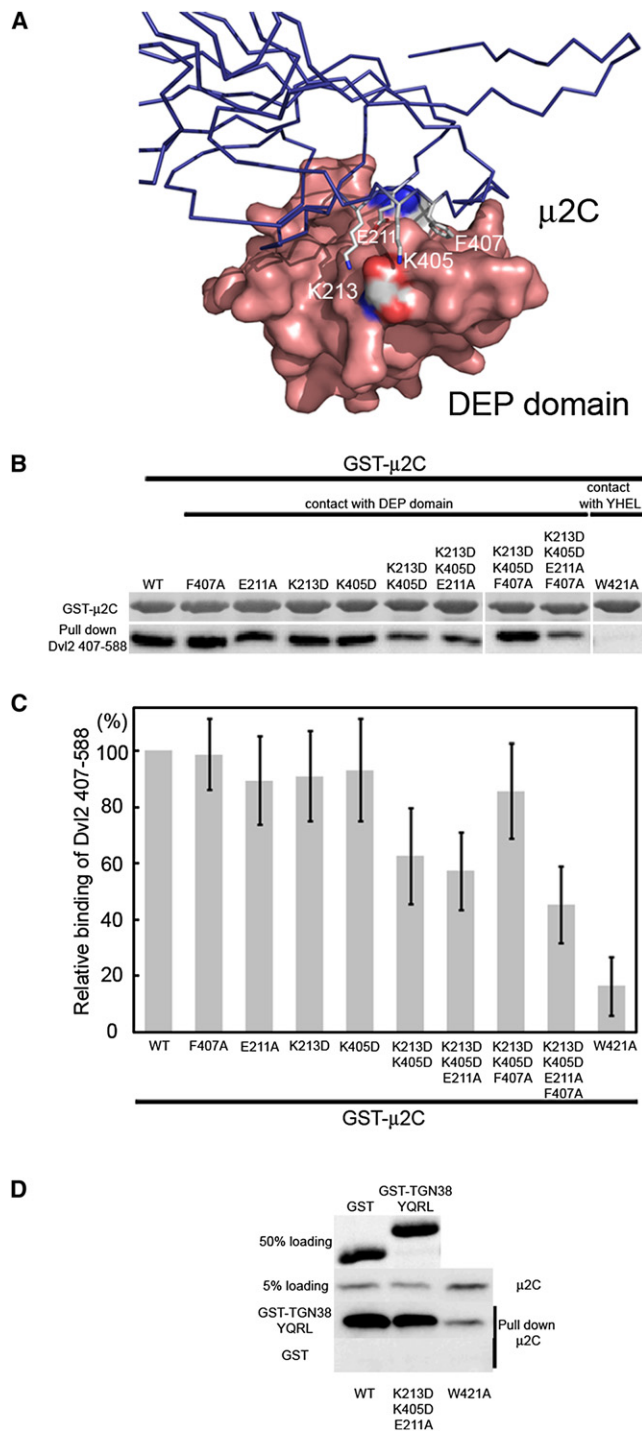 A
μ2C
E211
F407
K405
K213
DEP domain
B
GST-μ2C
contact with DEP domain
contact with YHEL
WT F407A E211A K213D K405D K213D K405D K213D K405D E211A K213D K405D F407A K213D K405D E211A F407A W421A
GST-μ2C
Pull down
Dvl2 407-588
C
(%)
Relative binding of Dvl2 407-588
100
80
60
40
20
0
WT F407A E211A K213D K405D K213D K405D K213D K405D E211A K213D K405D F407A K213D K405D E211A F407A W421A
GST-μ2C
D
GST GST-TGN38 YQRL
50% loading
5% loading μ2C
GST-TGN38
YQRL
Pull down
μ2C
GST
WT K213D K405D E211A W421A